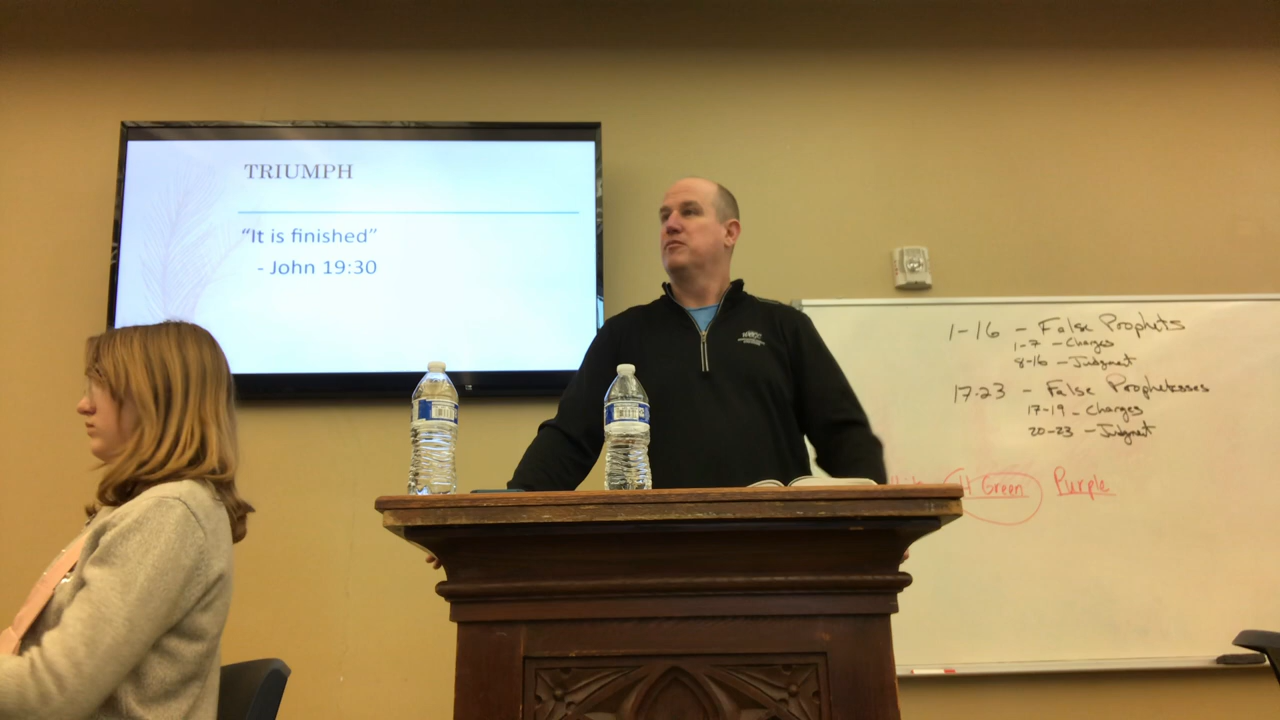 TRIUMPH
“It is finished”
- John 19:30
1-16 - False Prophets
1-7 - Charges
8-16 - Judgment
17-23 - False Prophetesses
17-19 - Charges
20-23 - Judgment
Green Purple